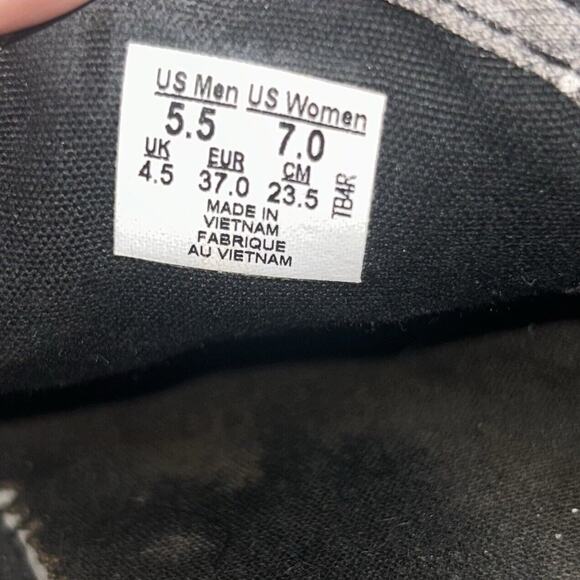 US Men US Women
5.5 7.0
UK EUR CM
4.5 37.0 23.5
MADE IN
VIETNAM
FABRIQUE
AU VIETNAM
TB4R